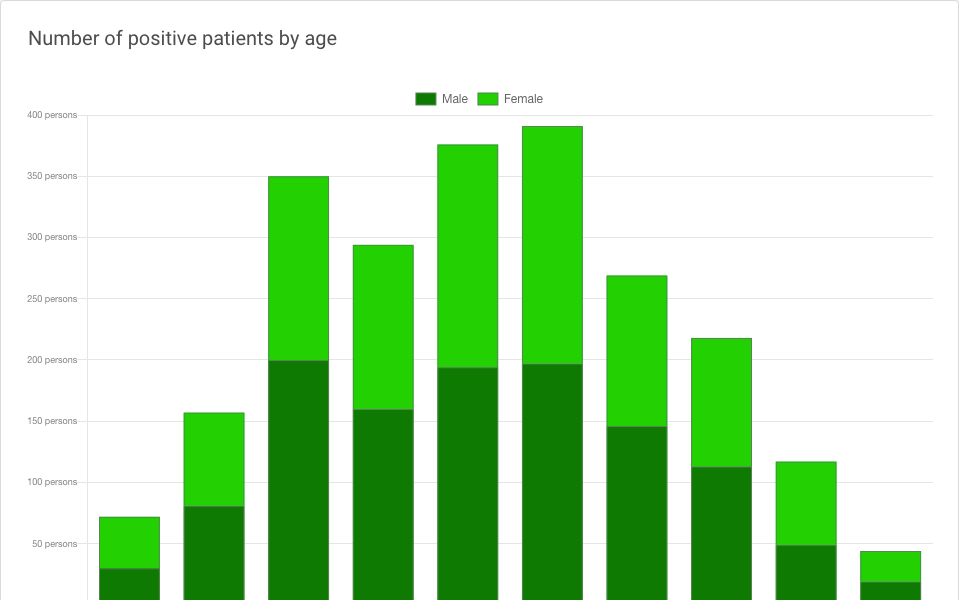 Number of positive patients by age
Male Female
400 persons
350 persons
300 persons
250 persons
200 persons
150 persons
100 persons
50 persons